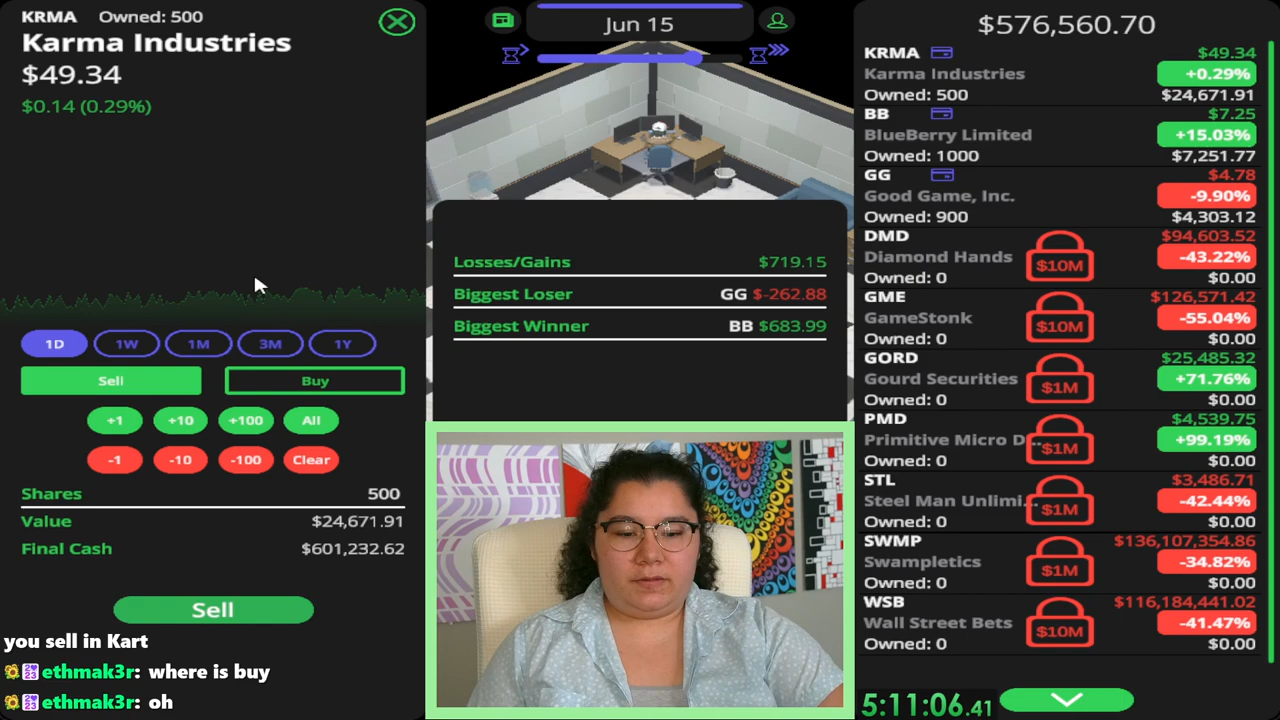 KRMA Owned: 500
Karma Industries
$49.34
$0.14 (0.29%)
1D 1W 1M 3M 1Y
Sell Buy
+1 +10 +100 All
-1 -10 -100 Clear
Shares 500
Value $24,671.91
Final Cash $601,232.62
Sell
you sell in Kart
ethmak3r: where is buy
ethmak3r: oh
Jun 15
Losses/Gains $719.15
Biggest Loser GG $-262.88
Biggest Winner BB $683.99
$576,560.70
KRMA $49.34
Karma Industries +0.29%
Owned: 500 $24,671.91
BB $7.25
BlueBerry Limited +15.03%
Owned: 1000 $7,251.77
GG $4.78
Good Game, Inc. -9.90%
Owned: 900 $4,303.12
DMD $94,603.52
Diamond Hands $10M -43.22%
Owned: 0 $0.00
GME $126,571.42
GameStonk $10M -55.04%
Owned: 0 $0.00
GORD $25,485.32
Gourd Securities $1M +71.76%
Owned: 0 $0.00
PMD $4,539.75
Primitive Micro D... $1M +99.19%
Owned: 0 $0.00
STL $3,486.71
Steel Man Unlimi... $1M -42.44%
Owned: 0 $0.00
SWMP $136,107,354.86
Swampletics $1M -34.82%
Owned: 0 $0.00
WSB $116,184,441.02
Wall Street Bets $10M -41.47%
Owned: 0 $0.00
5:11:06.41